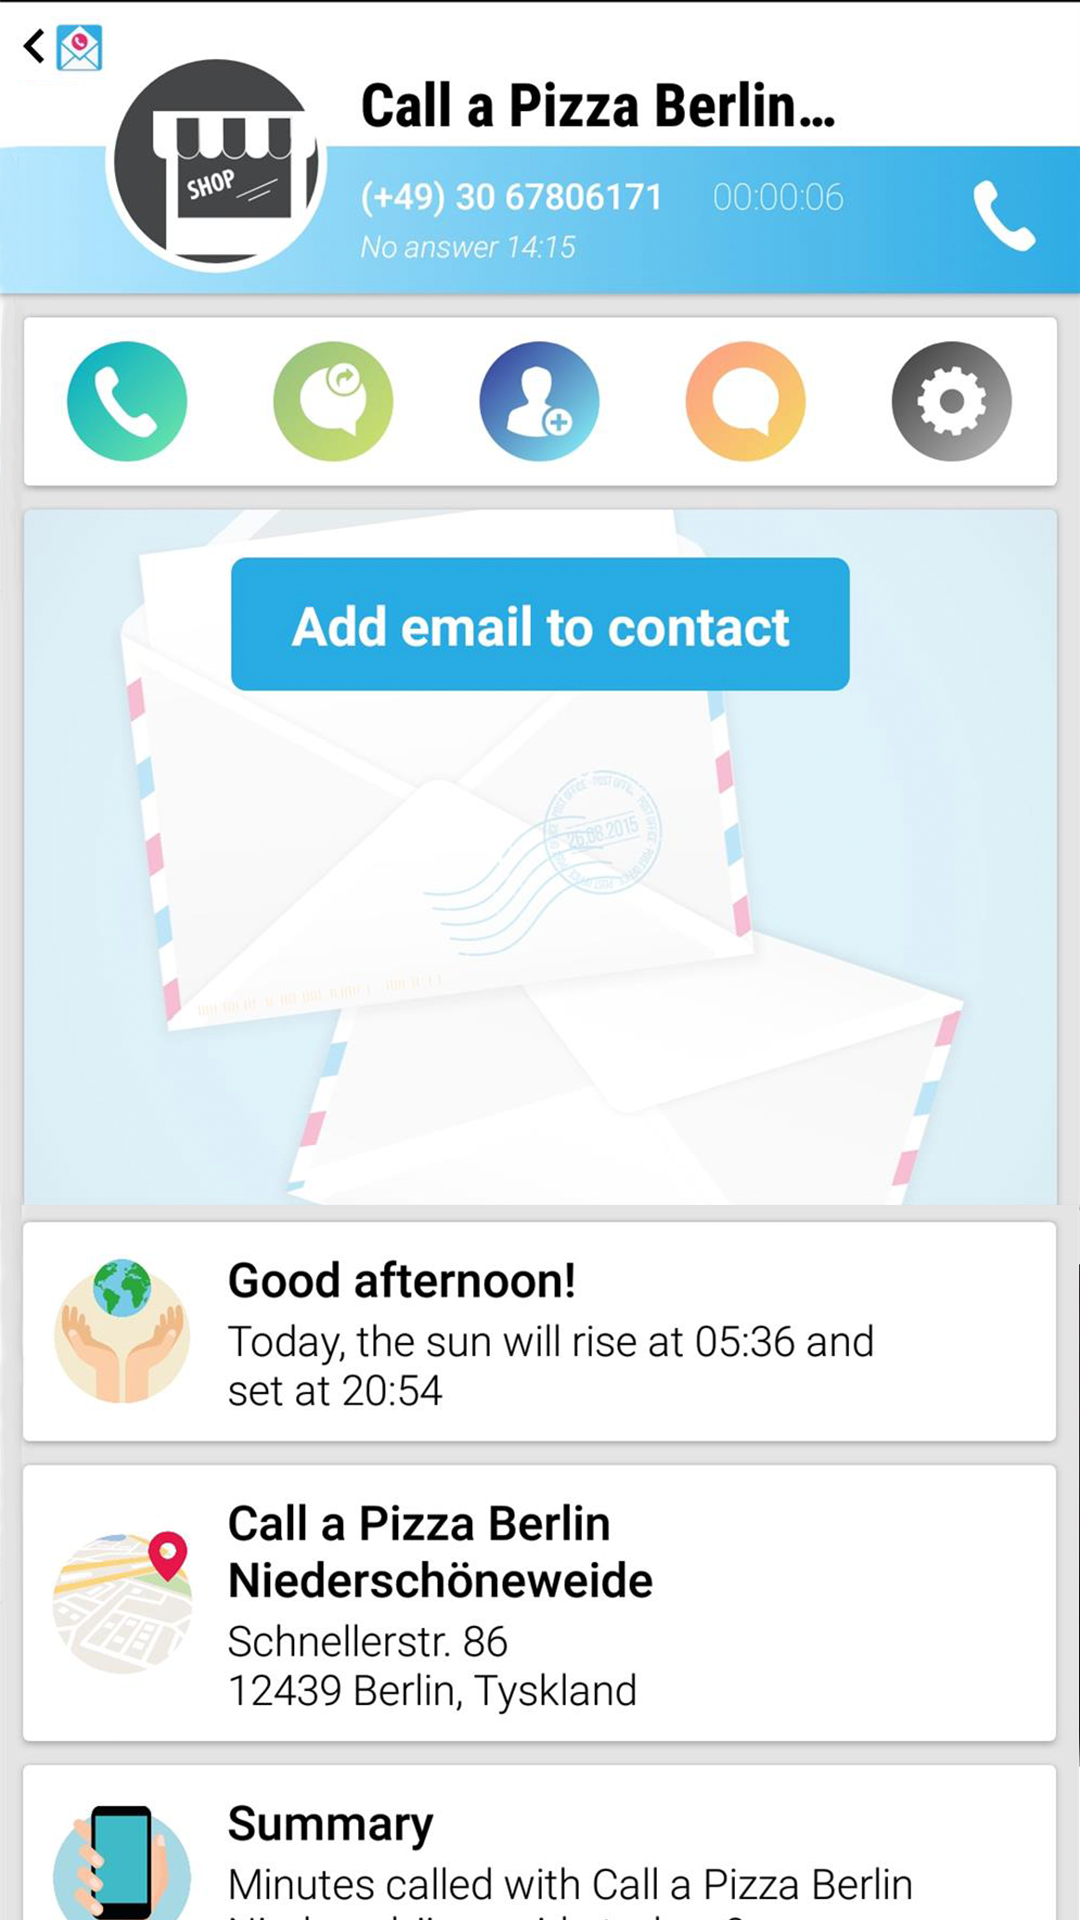 Call a Pizza Berlin...
(+49) 30 67806171 00:00:06
No answer 14:15
SHOP
Add email to contact
26.08.2015
Good afternoon!
Today, the sun will rise at 05:36 and
set at 20:54
Call a Pizza Berlin
Niederschöneweide
Schnellerstr. 86
12439 Berlin, Tyskland
Summary
Minutes called with Call a Pizza Berlin